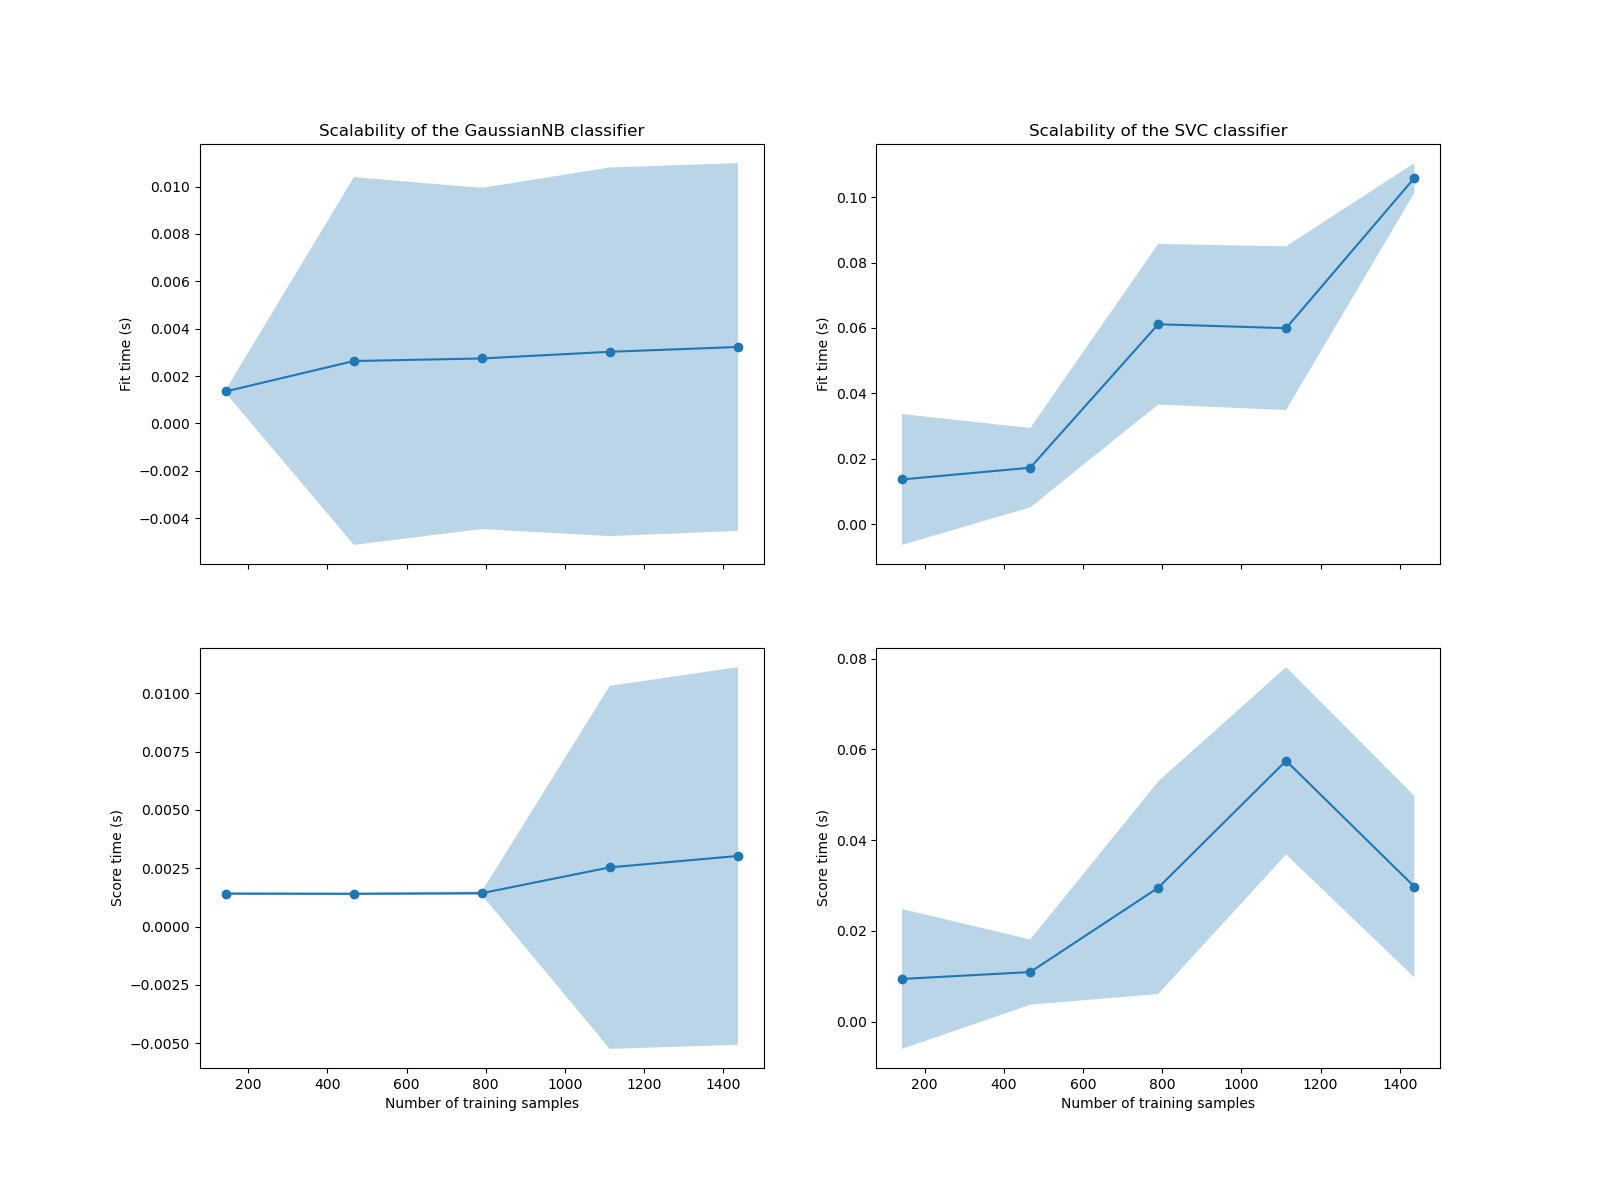 Scalability of the GaussianNB classifier
Fit time (s)
0.010
0.008
0.006
0.004
0.002
0.000
−0.002
−0.004
Scalability of the SVC classifier
Fit time (s)
0.10
0.08
0.06
0.04
0.02
0.00
Score time (s)
0.0100
0.0075
0.0050
0.0025
0.0000
−0.0025
−0.0050
200 400 600 800 1000 1200 1400
Number of training samples
Score time (s)
0.08
0.06
0.04
0.02
0.00
200 400 600 800 1000 1200 1400
Number of training samples